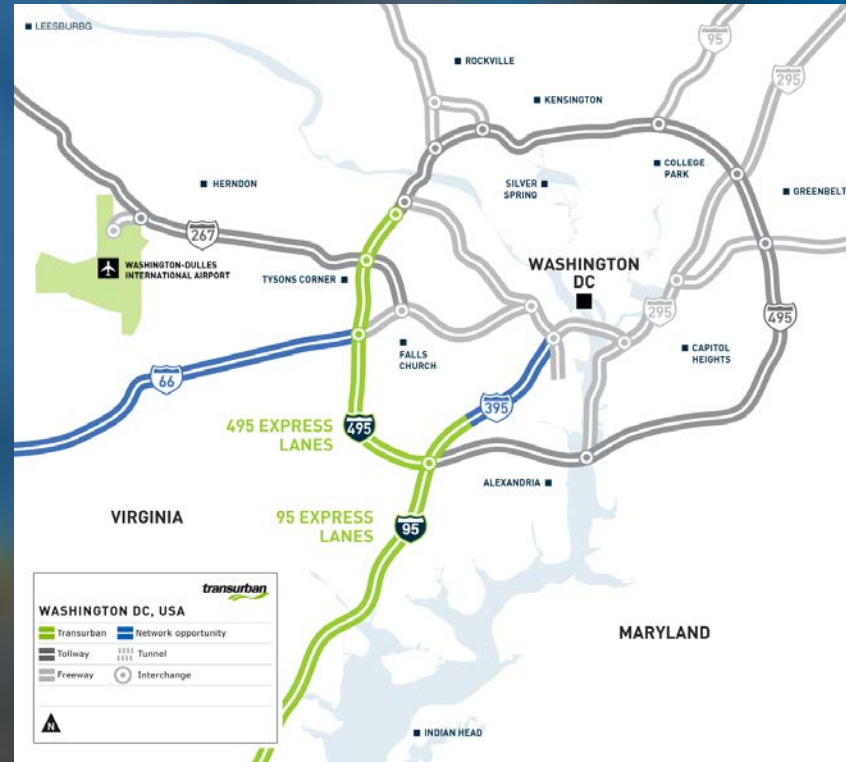 LEESBURBG
95
295
ROCKVILLE
KENSINGTON
COLLEGE
PARK
HERNDON
SILVER
SPRING
GREENBELT
267
WASHINGTON-DULLES
INTERNATIONAL AIRPORT
TYSONS CORNER
WASHINGTON
DC
295
495
66
FALLS
CHURCH
CAPITOL
HEIGHTS
395
495 EXPRESS
LANES
495
ALEXANDRIA
VIRGINIA
95 EXPRESS
LANES
95
MARYLAND
transurban
WASHINGTON DC, USA
Transurban
Network opportunity
Tollway
Tunnel
Freeway
Interchange
N
INDIAN HEAD